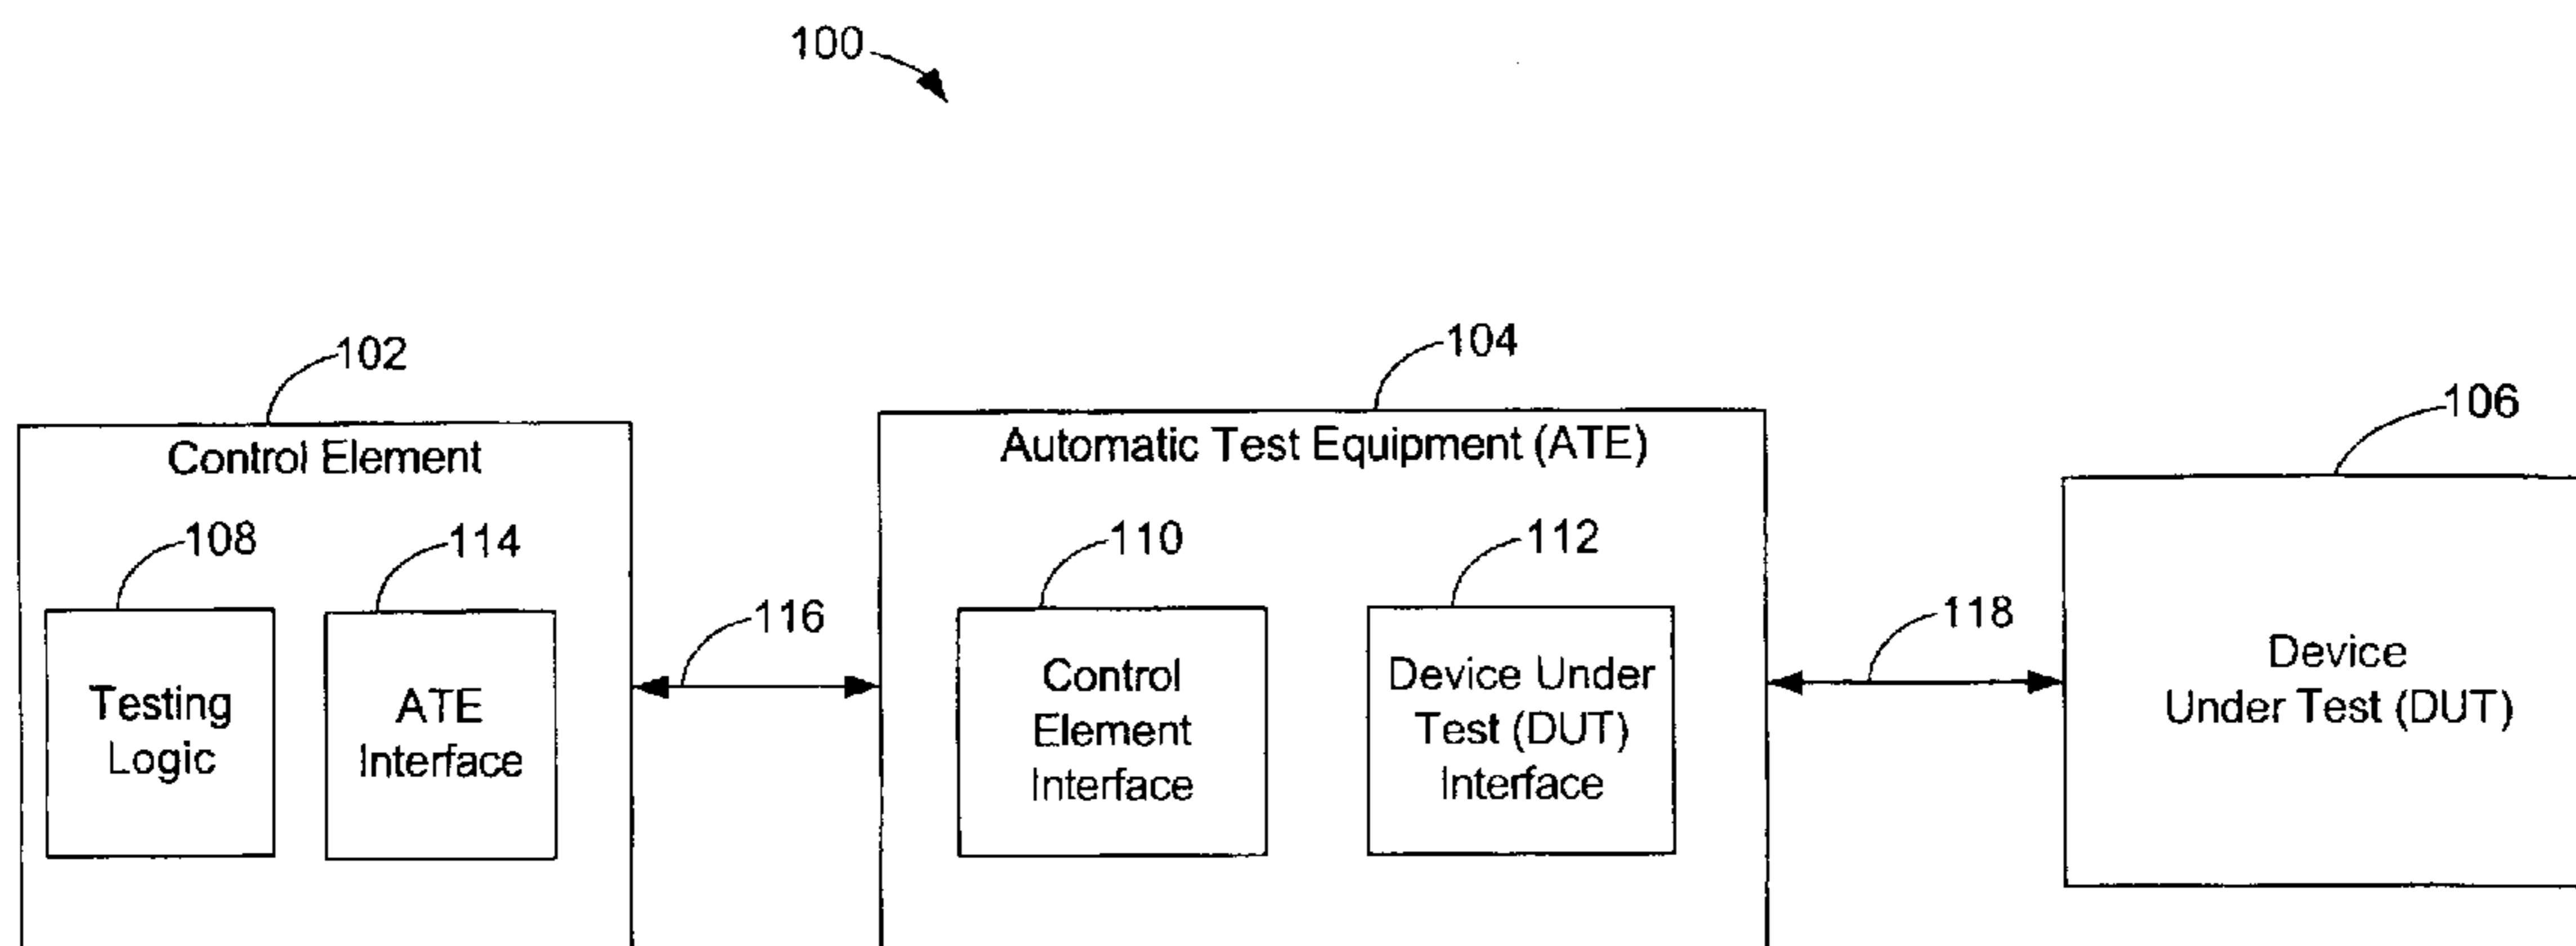 100
102
104
106
Control Element
Automatic Test Equipment (ATE)
108
114
110
112
116
118
Testing
Logic
ATE
Interface
Control
Element
Interface
Device Under
Test (DUT)
Interface
Device
Under Test (DUT)